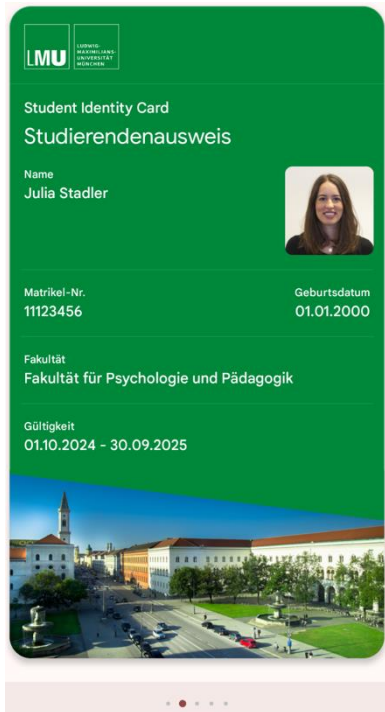 LMU
LUDWIG-
MAXIMILIANS-
UNIVERSITÄT
MÜNCHEN
Student Identity Card
Studierendenausweis
Name
Julia Stadler
Matrikel-Nr.
11123456
Geburtsdatum
01.01.2000
Fakultät
Fakultät für Psychologie und Pädagogik
Gültigkeit
01.10.2024 - 30.09.2025